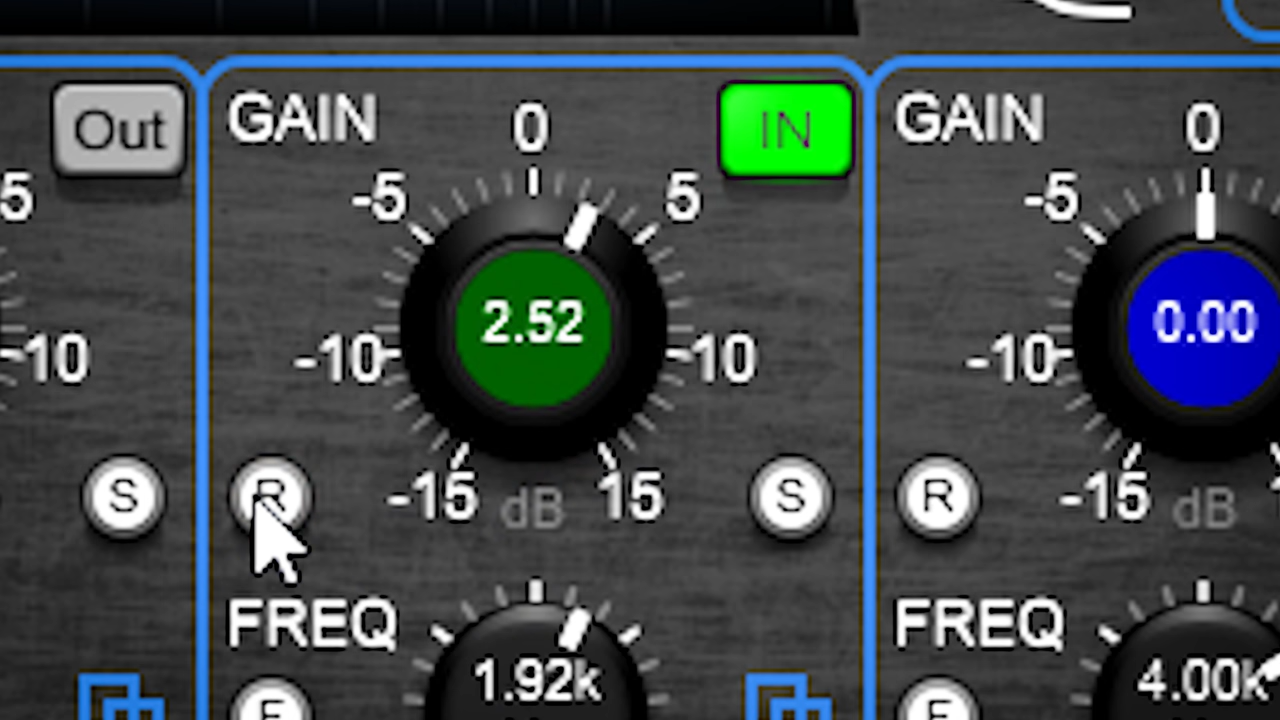 Out
GAIN
0
IN
GAIN
0
5
-5
5
-5
2.52
0.00
10
-10
10
-10
S
R
-15
dB
15
S
R
-15
dB
FREQ
FREQ
1.92k
4.00k